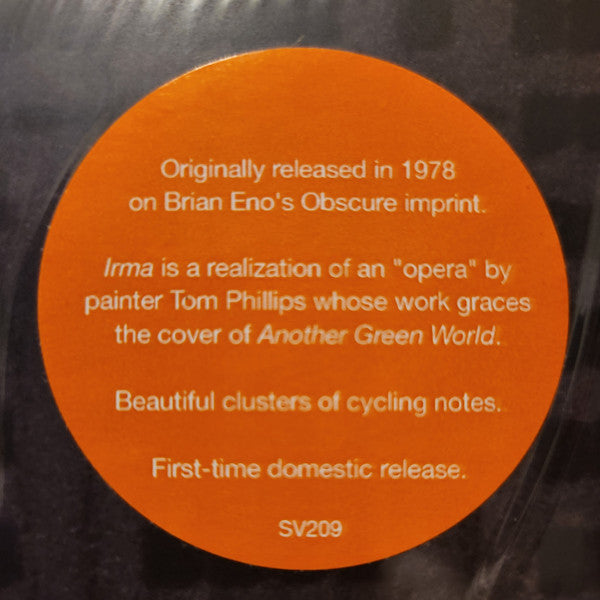 Originally released in 1978
on Brian Eno's Obscure imprint.
Irma is a realization of an "opera" by
painter Tom Phillips whose work graces
the cover of Another Green World.
Beautiful clusters of cycling notes.
First-time domestic release.
SV209